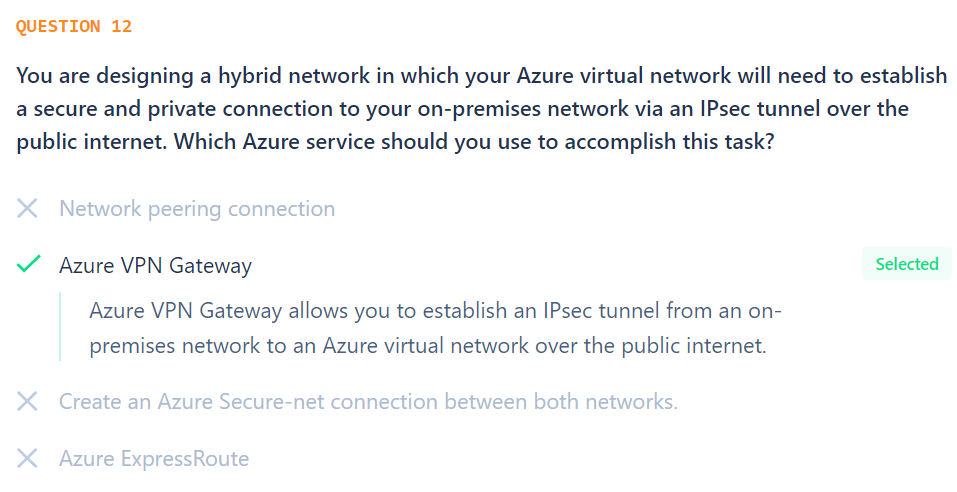 QUESTION 12
You are designing a hybrid network in which your Azure virtual network will need to establish
a secure and private connection to your on-premises network via an IPsec tunnel over the
public internet. Which Azure service should you use to accomplish this task?
Network peering connection
Azure VPN Gateway
Selected
Azure VPN Gateway allows you to establish an IPsec tunnel from an on-
premises network to an Azure virtual network over the public internet.
Create an Azure Secure-net connection between both networks.
Azure ExpressRoute